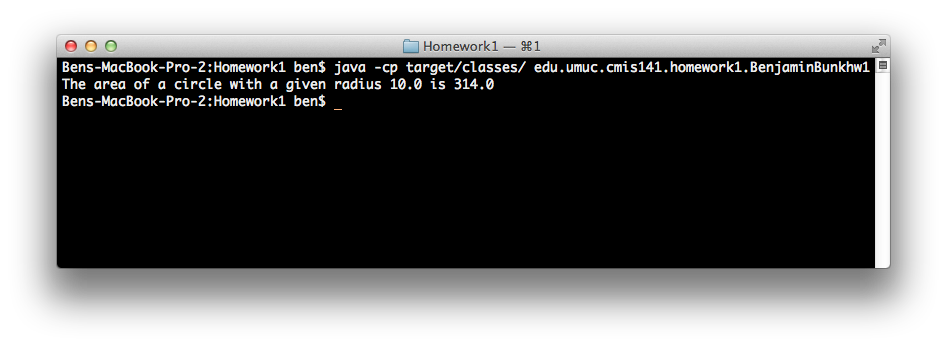 Homework1 — ⌘1
Bens-MacBook-Pro-2:Homework1 ben$ java -cp target/classes/ edu.umuc.cmis141.homework1.BenjaminBunkhw1
The area of a circle with a given radius 10.0 is 314.0
Bens-MacBook-Pro-2:Homework1 ben$ _